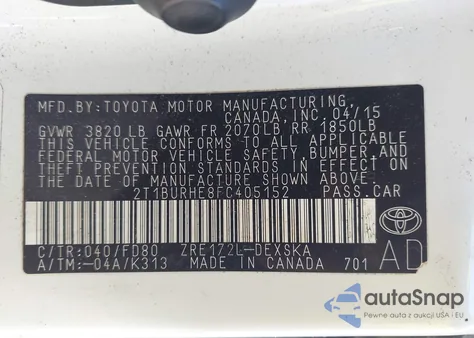 MFD.BY:TOYOTA MOTOR MANUFACTURING,
CANADA, INC. 04/15
GVWR 3820 LB GAWR FR 2070LB RR 1850LB
THIS VEHICLE CONFORMS TO ALL APPLICABLE
FEDERAL MOTOR VEHICLE SAFETY, BUMPER, AND
THEFT PREVENTION STANDARDS IN EFFECT ON
THE DATE OF MANUFACTURE SHOWN ABOVE.
2T1BURHE8FC405152 PASS.CAR
C/TR:040/FD80 ZRE172L-DEXSKA
A/TM:-04A/K313 MADE IN CANADA 701
TOYOTA
AD
autoSnap
Pewne auta z aukcji USA i EU